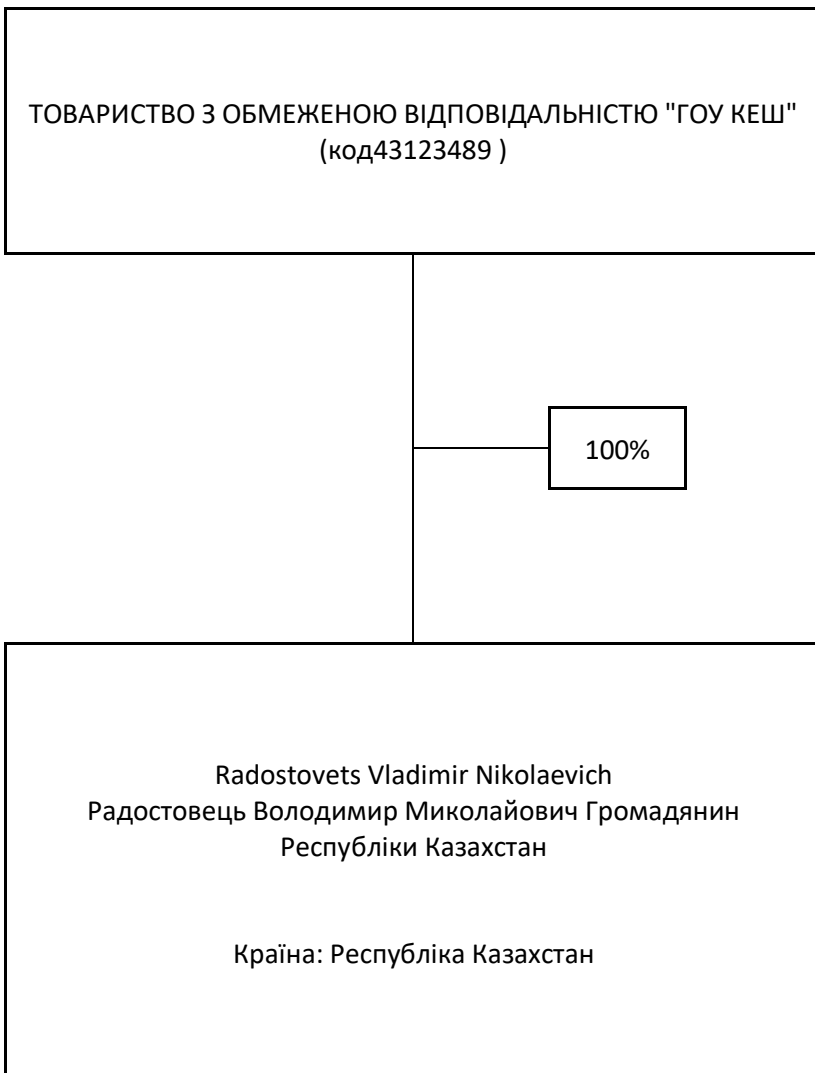 ТОВАРИСТВО З ОБМЕЖЕНОЮ ВІДПОВІДАЛЬНІСТЮ "ГОУ КЕШ"
(код43123489 )
100%
Radostovets Vladimir Nikolaevich
Радостовець Володимир Миколайович Громадянин
Республіки Казахстан
Країна: Республіка Казахстан